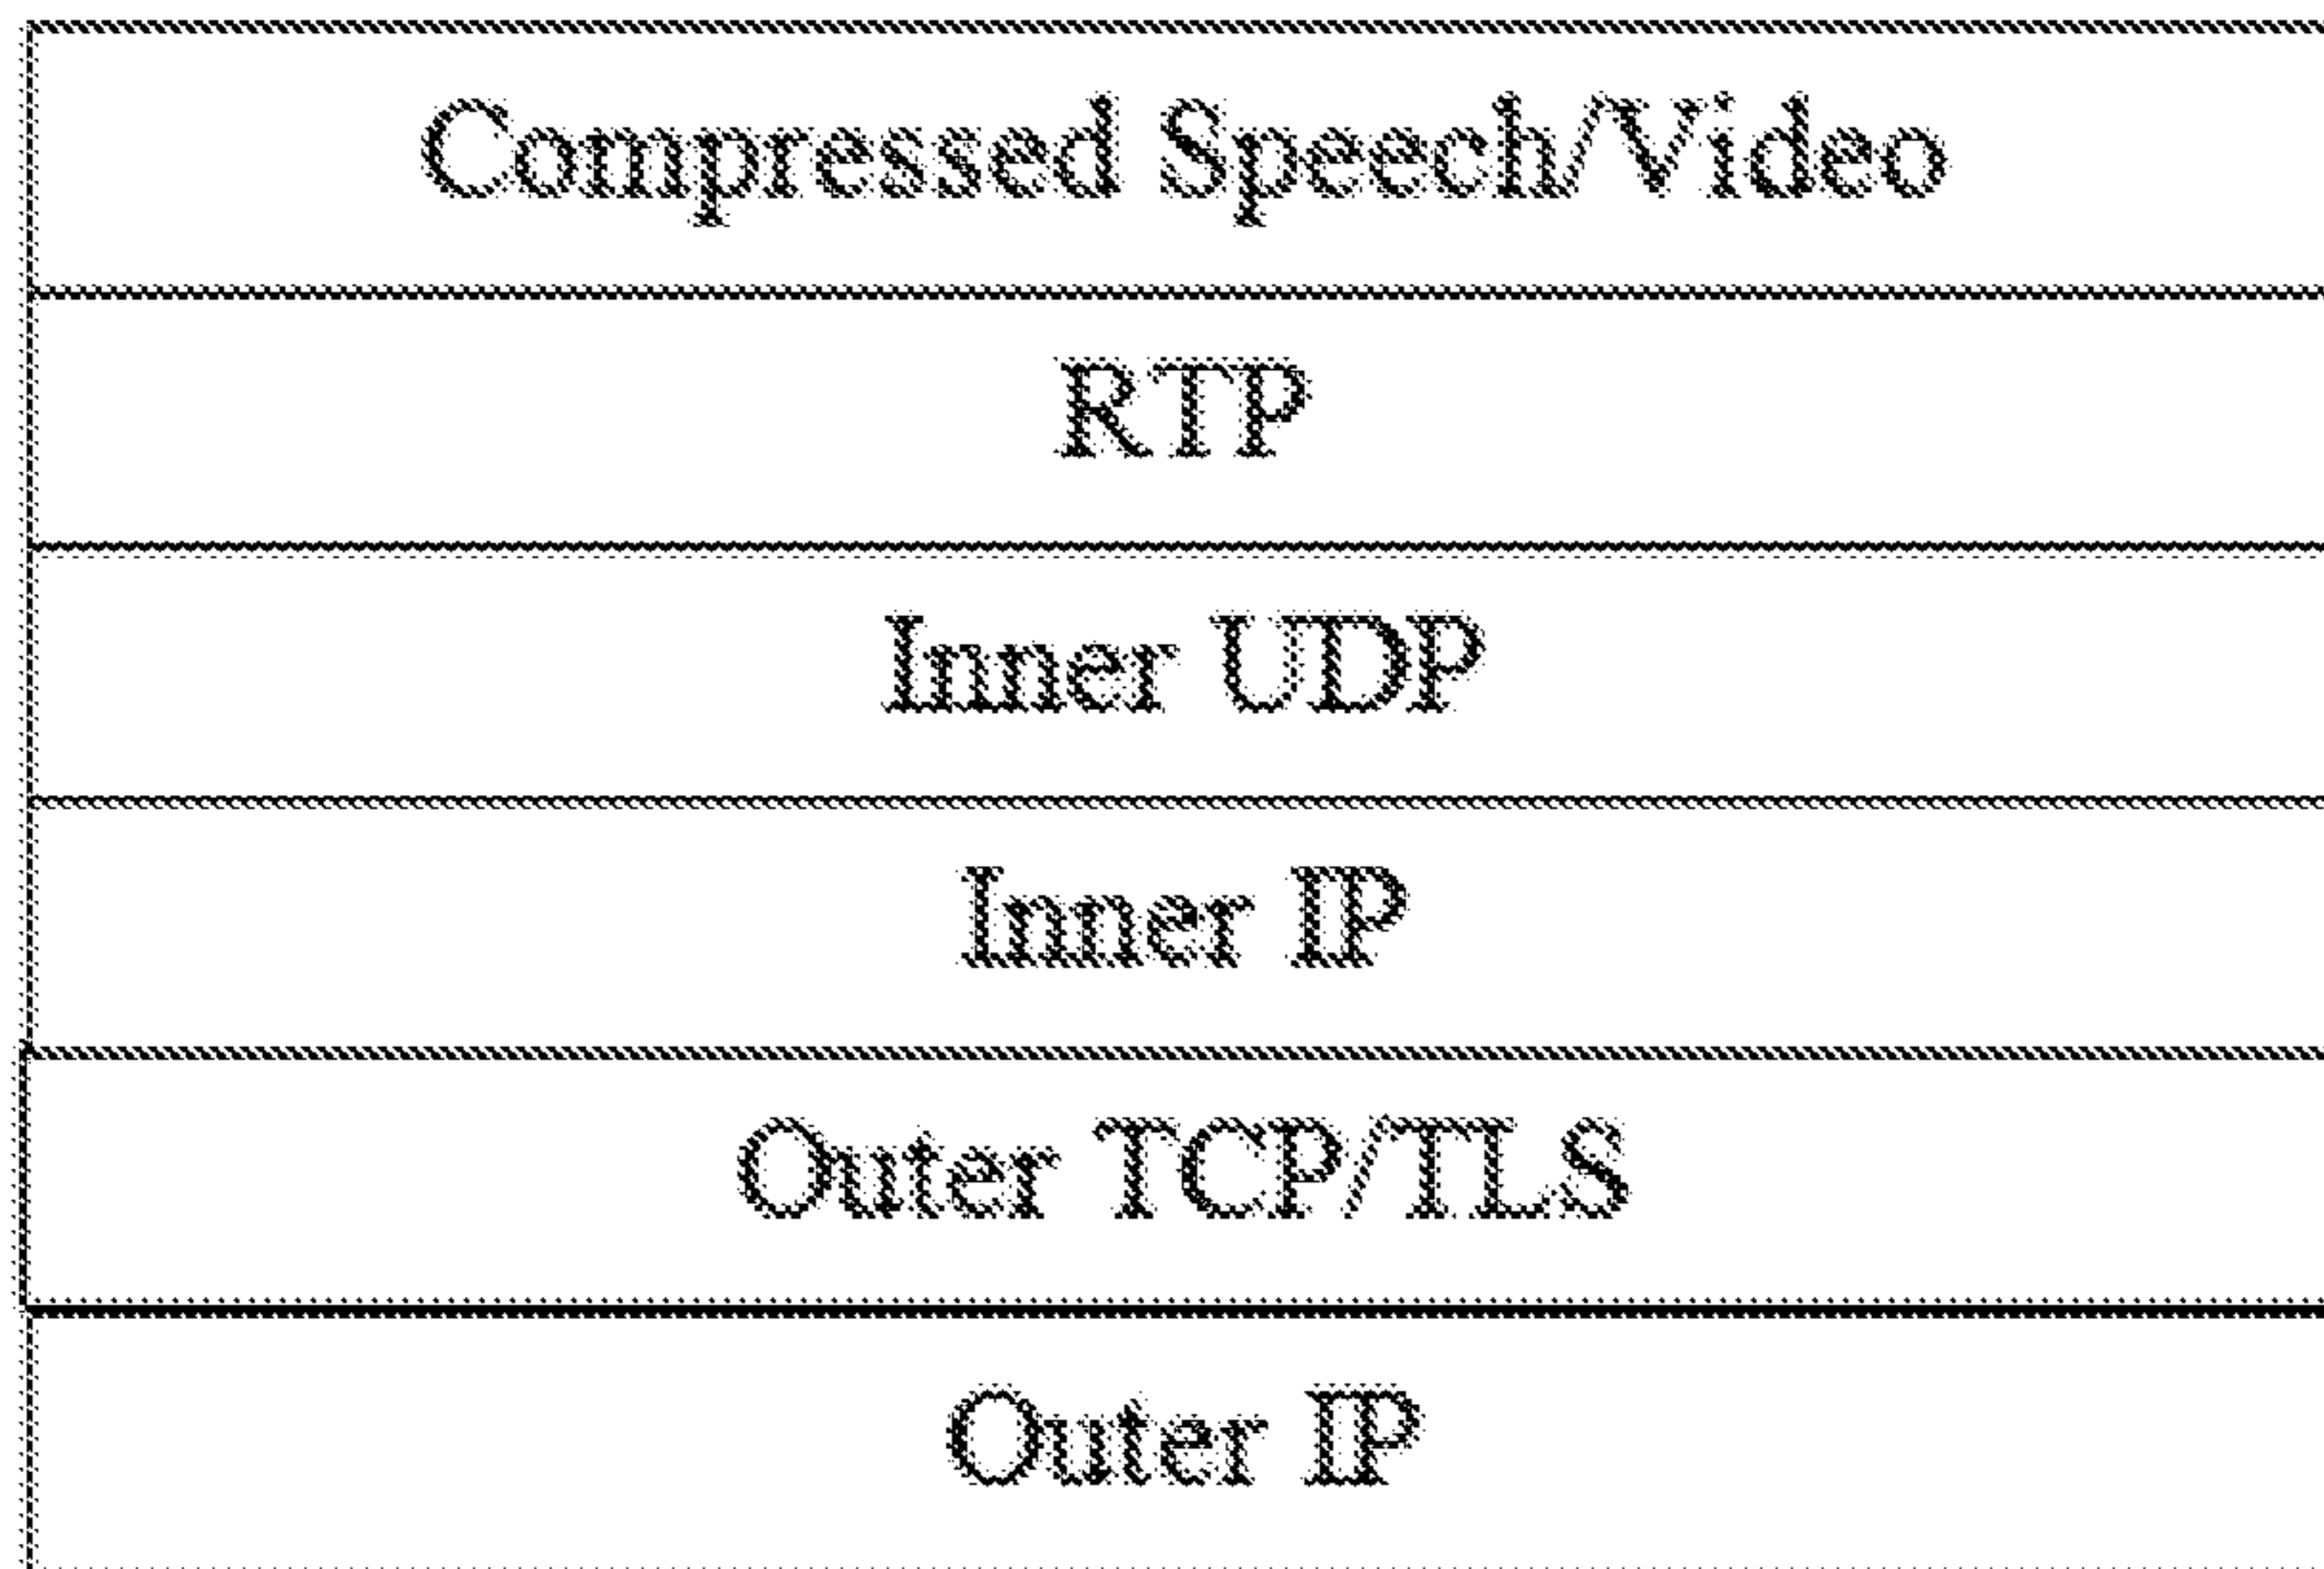 Compressed Speech/Video
RTP
Inner UDP
Inner IP
Outer TCP/TLS
Outer IP